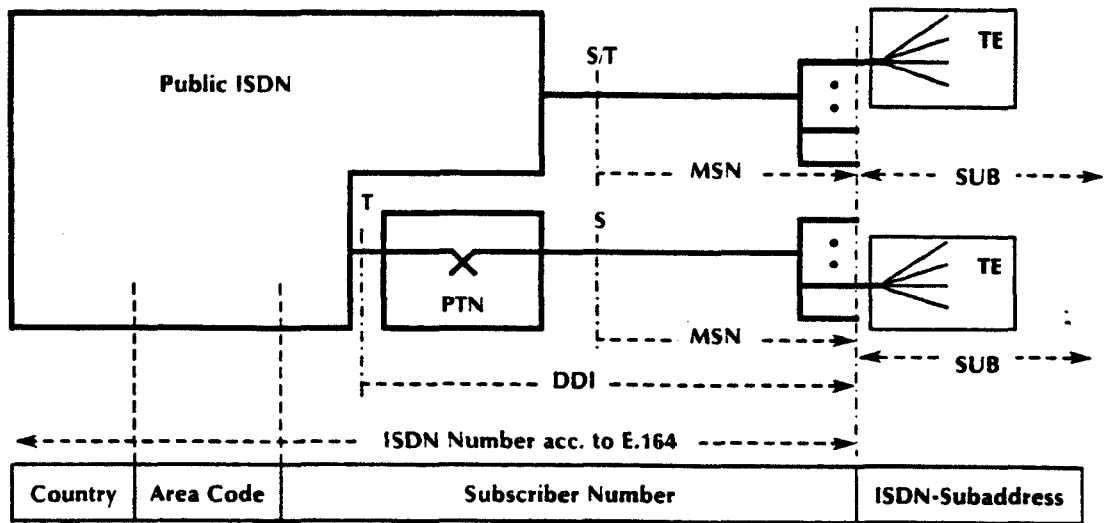 TE
S/T
Public ISDN
MSN
SUB
T
S
TE
PTN
MSN
SUB
DDI
ISDN Number acc. to E.164
Country Area Code Subscriber Number ISDN-Subaddress